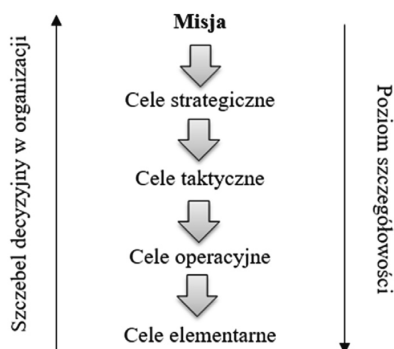 Misja
Cele strategiczne
Cele taktyczne
Cele operacyjne
Cele elementarne
Szczebel decyzyjny w organizacji
Poziom szczegółowości